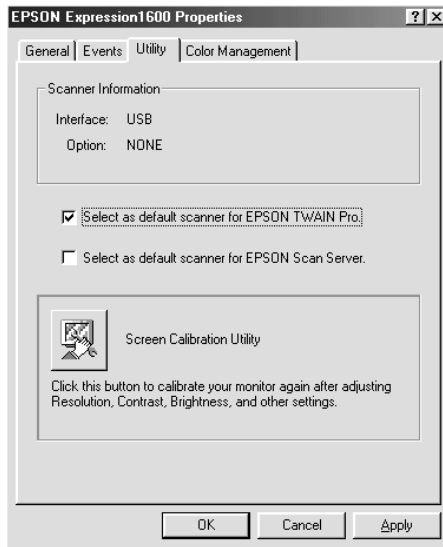 EPSON Expression1600 Properties
General Events Utility Color Management
Scanner Information
Interface: USB
Option: NONE
Select as default scanner for EPSON TWAIN Pro.
Select as default scanner for EPSON Scan Server.
Screen Calibration Utility
Click this button to calibrate your monitor again after adjusting
Resolution, Contrast, Brightness, and other settings.
OK Cancel Apply